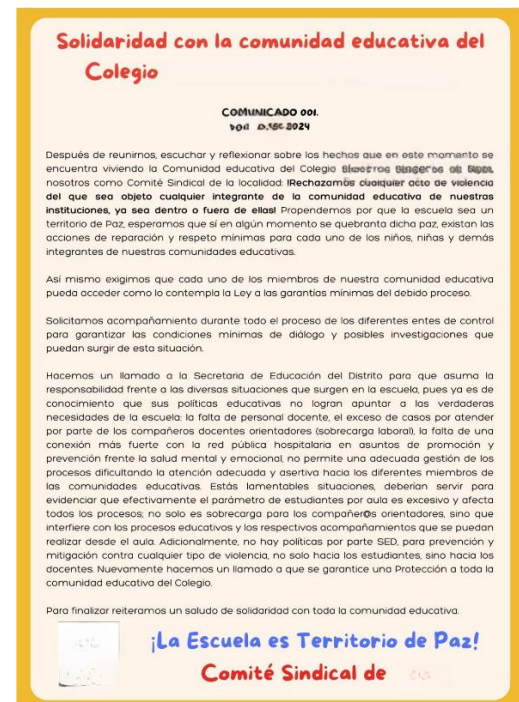 Solidaridad con la comunidad educativa del
Colegio
COMUNICADO 001.
2024
Después de reunirnos, escuchar y reflexionar sobre los hechos que en este momento se
encuentra viviendo la Comunidad educativa del Colegio
nosotros como Comité Sindical de la localidad: !Rechazamos cualquier acto de violencia
del que sea objeto cualquier integrante de la comunidad educativa de nuestras
instituciones, ya sea dentro o fuera de ellas! Propendemos por que la escuela sea un
territorio de Paz, esperamos que sí en algún momento se quebranta dicha paz, existan las
acciones de reparación y respeto mínimas para cada uno de los niños, niñas y demás
integrantes de nuestras comunidades educativas.
Así mismo exigimos que cada uno de los miembros de nuestra comunidad educativa
pueda acceder como lo contempla la Ley a las garantías mínimas del debido proceso.
Solicitamos acompañamiento durante todo el proceso de los diferentes entes de control
para garantizar las condiciones mínimas de diálogo y posibles investigaciones que
puedan surgir de esta situación.
Hacemos un llamado a la Secretaria de Educación del Distrito para que asuma la
responsabilidad frente a las diversas situaciones que surgen en la escuela, pues ya es de
conocimiento que sus políticas educativas no logran apuntar a las verdaderas
necesidades de la escuela: la falta de personal docente, el exceso de casos por atender
por parte de los compañeros docentes orientadores (sobrecarga laboral), la falta de una
conexión más fuerte con la red pública hospitalaria en asuntos de promoción y
prevención frente la salud mental y emocional, no permite una adecuada gestión de los
procesos dificultando la atención adecuada y asertiva hacia los diferentes miembros de
las comunidades educativas. Estás lamentables situaciones, deberían servir para
evidenciar que efectivamente el parámetro de estudiantes por aula es excesivo y afecta
todos los procesos; no solo es sobrecarga para los compañer@s orientadores, sino que
interfiere con los procesos educativos y los respectivos acompañamientos que se puedan
realizar desde el aula. Adicionalmente, no hay políticas por parte SED, para prevención y
mitigación contra cualquier tipo de violencia, no solo hacia los estudiantes, sino hacia los
docentes. Nuevamente hacemos un llamado a que se garantice una Protección a toda la
comunidad educativa del Colegio.
Para finalizar reiteramos un saludo de solidaridad con toda la comunidad educativa.
¡La Escuela es Territorio de Paz!
Comité Sindical de